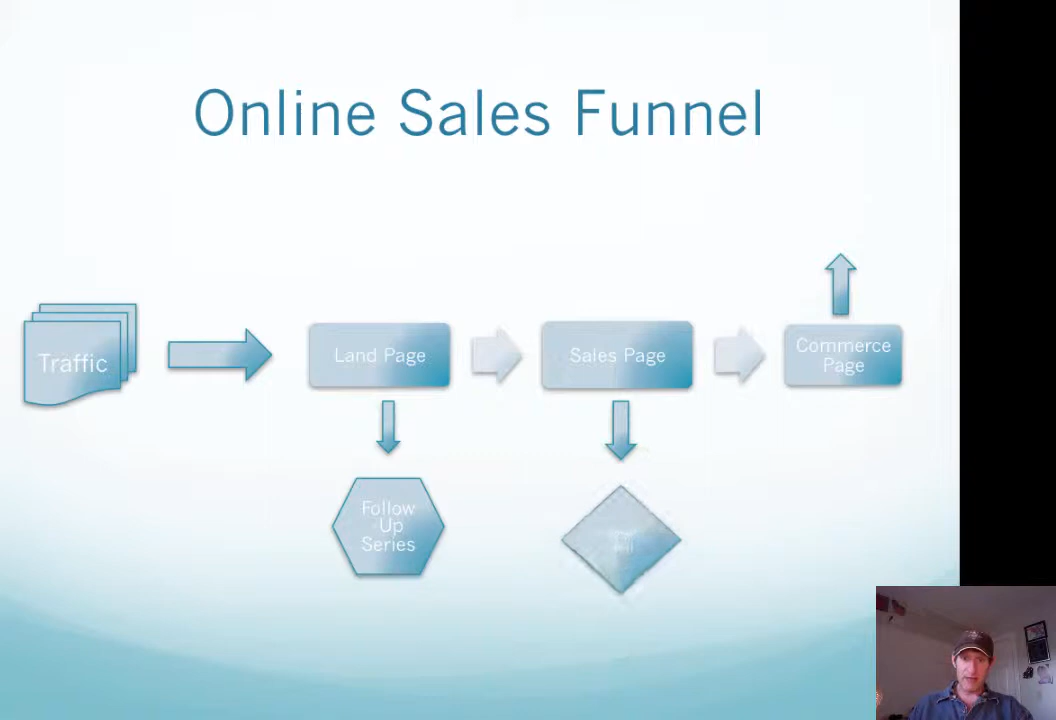 Online Sales Funnel
Traffic
Land Page
Sales Page
Commerce
Page
Follow
Up
Series